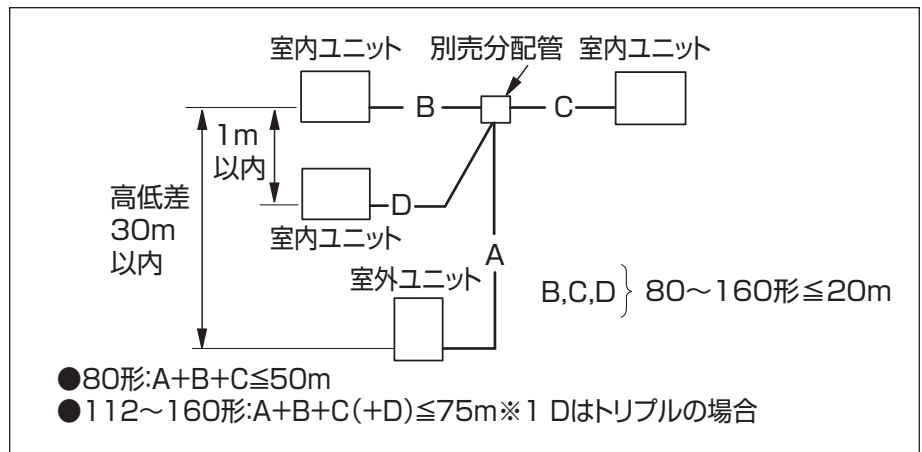 室内ユニット
別売分配管
室内ユニット
B
C
1m
以内
高低差
30m
以内
D
室内ユニット
A
室外ユニット
B,C,D} 80～160形≦20m
●80形:A+B+C≦50m
●112～160形:A+B+C(+D)≦75m※1 Dはトリプルの場合